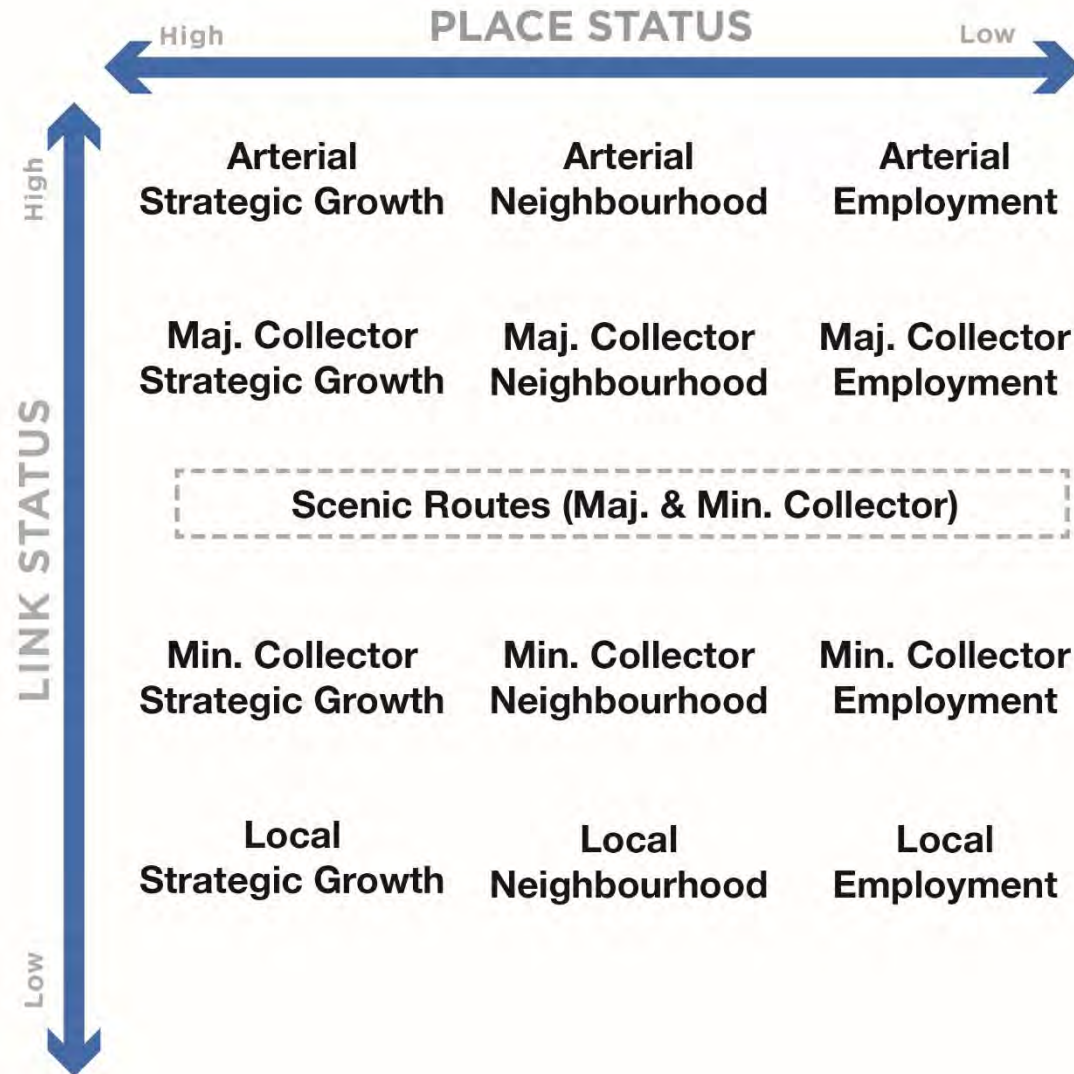 PLACE STATUS
High
Low
LINK STATUS
High
Low
Arterial
Strategic Growth
Arterial
Neighbourhood
Arterial
Employment
Maj. Collector
Strategic Growth
Maj. Collector
Neighbourhood
Maj. Collector
Employment
Scenic Routes (Maj. & Min. Collector)
Min. Collector
Strategic Growth
Min. Collector
Neighbourhood
Min. Collector
Employment
Local
Strategic Growth
Local
Neighbourhood
Local
Employment